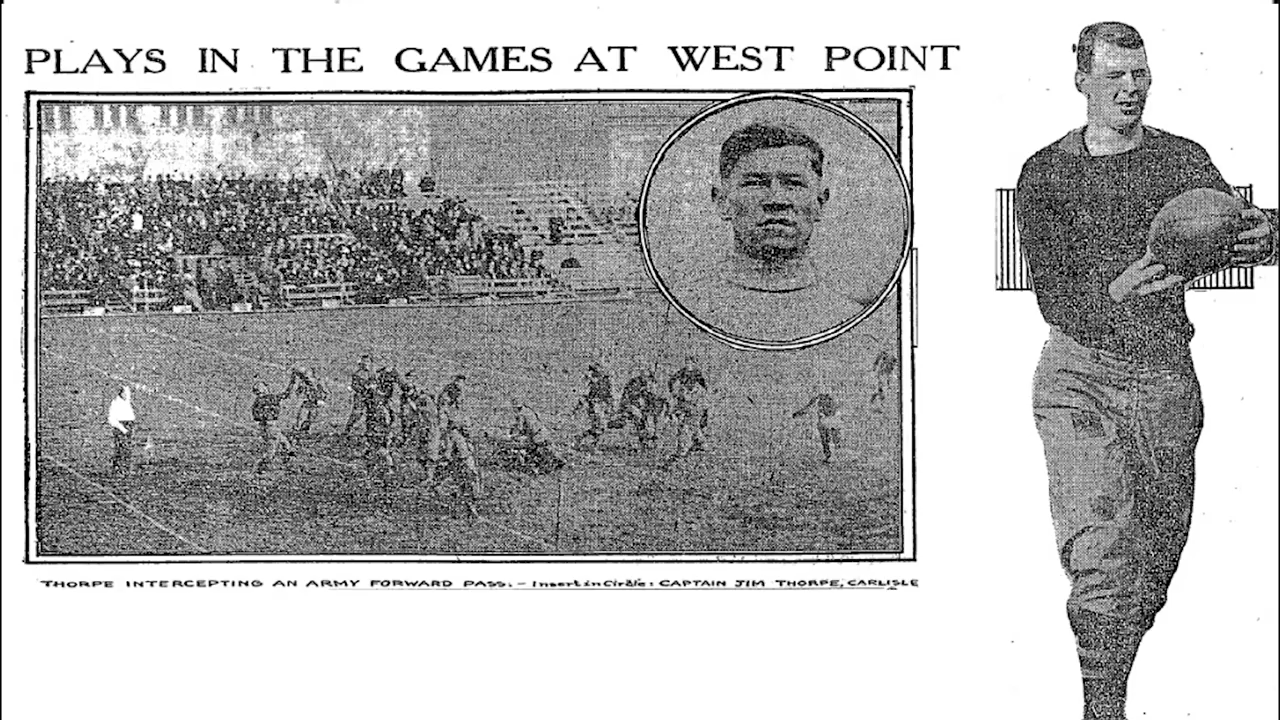 PLAYS IN THE GAMES AT WEST POINT
THORPE INTERCEPTING AN ARMY FORWARD PASS. - Insert in Circle: CAPTAIN JIM THORPE, CARLISLE